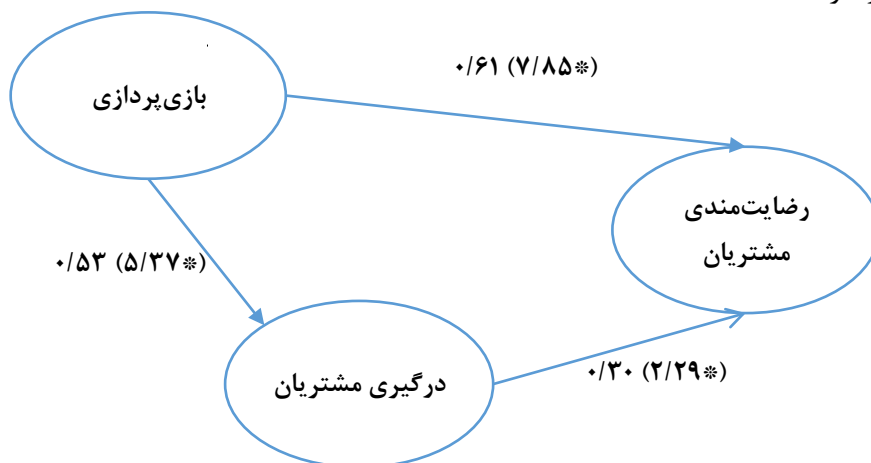 ۰/۶۱ (۷/۸۵*)
بازی‌پردازی
رضایت‌مندی
مشتریان
۰/۵۳ (۵/۳۷*)
۰/۳۰ (۲/۲۹*)
درگیری مشتریان